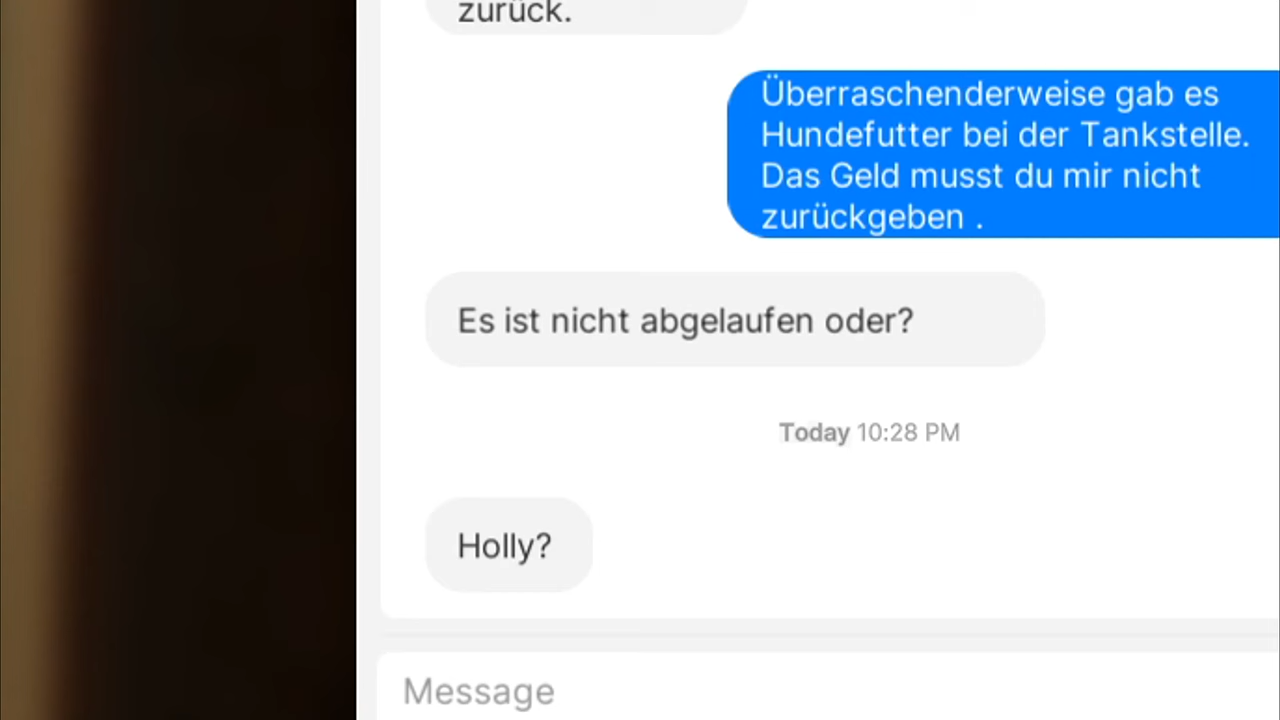 zurück.
Überraschenderweise gab es
Hundefutter bei der Tankstelle.
Das Geld musst du mir nicht
zurückgeben .
Es ist nicht abgelaufen oder?
Today 10:28 PM
Holly?
Message